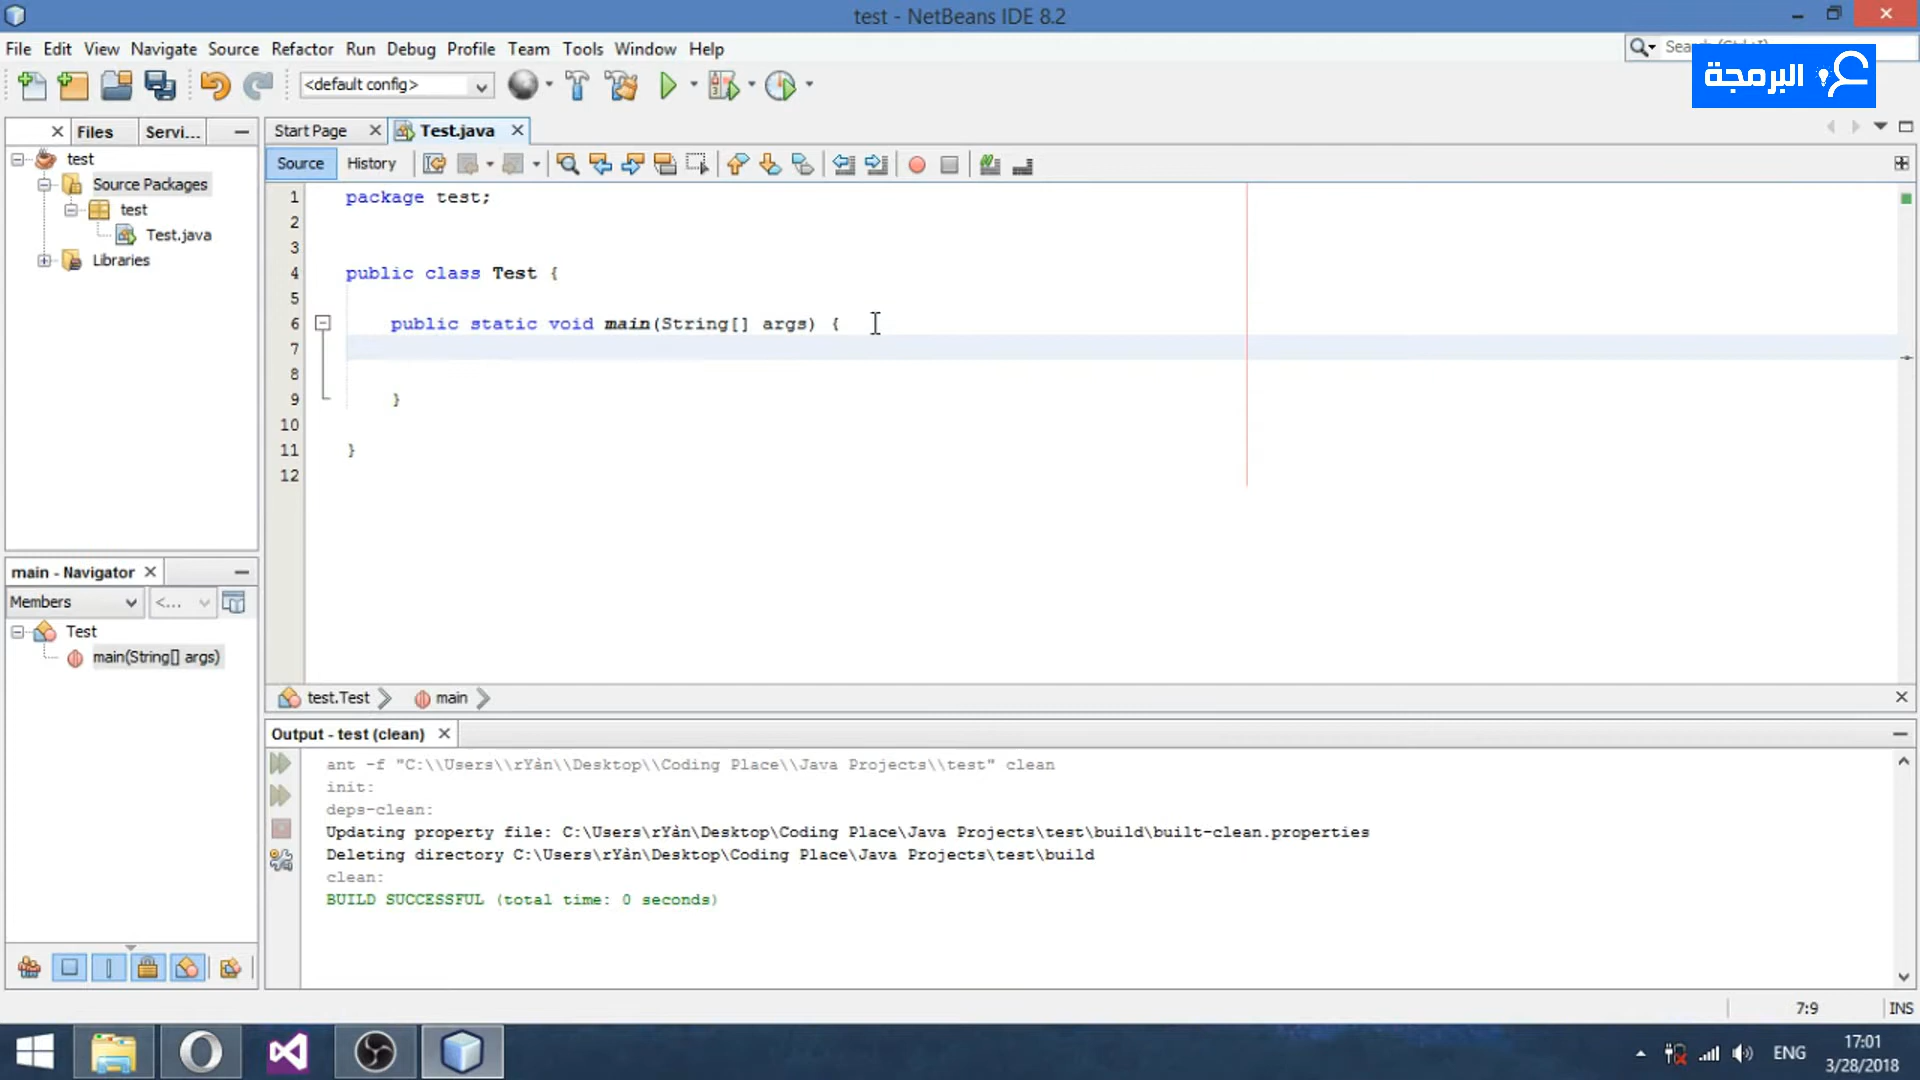 test - NetBeans IDE 8.2
File Edit View Navigate Source Refactor Run Debug Profile Team Tools Window Help
البرمجة
<default config>
Files Servi...
Start Page Test.java
Source History
test
Source Packages
test
Test.java
Libraries
1 package test;
2
3
4 public class Test {
5
6 public static void main(String[] args) {
7
8
9 }
10
11 }
12
main - Navigator
Members <...
Test
main(String[] args)
test.Test main
Output - test (clean)
ant -f "C:\\Users\\rYàn\\Desktop\\Coding Place\\Java Projects\\test" clean
init:
deps-clean:
Updating property file: C:\Users\rYàn\Desktop\Coding Place\Java Projects\test\build\built-clean.properties
Deleting directory C:\Users\rYàn\Desktop\Coding Place\Java Projects\test\build
clean:
BUILD SUCCESSFUL (total time: 0 seconds)
7:9 INS
ENG
17:01
3/28/2018